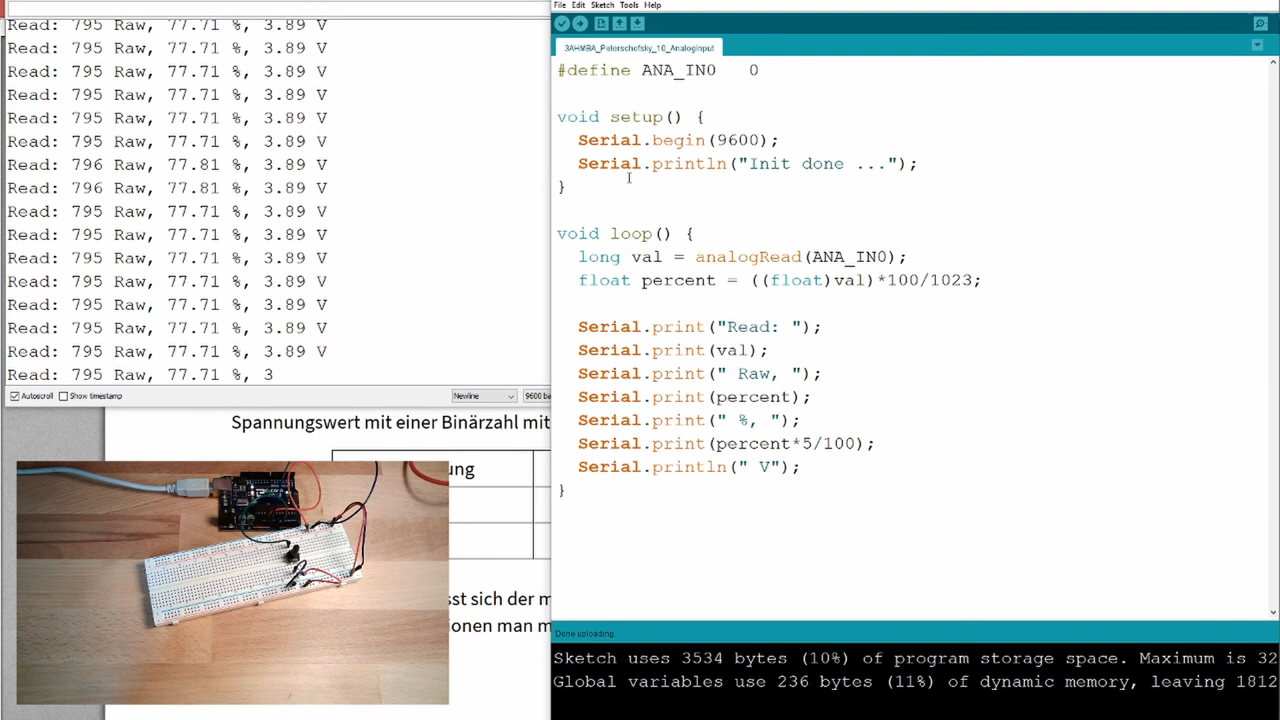 Read: 795 Raw, 77.71 %, 3.89 V
Read: 795 Raw, 77.71 %, 3.89 V
Read: 795 Raw, 77.71 %, 3.89 V
Read: 795 Raw, 77.71 %, 3.89 V
Read: 795 Raw, 77.71 %, 3.89 V
Read: 795 Raw, 77.71 %, 3.89 V
Read: 796 Raw, 77.81 %, 3.89 V
Read: 796 Raw, 77.81 %, 3.89 V
Read: 795 Raw, 77.71 %, 3.89 V
Read: 795 Raw, 77.71 %, 3.89 V
Read: 795 Raw, 77.71 %, 3.89 V
Read: 795 Raw, 77.71 %, 3.89 V
Read: 795 Raw, 77.71 %, 3.89 V
Read: 795 Raw, 77.71 %, 3.89 V
Read: 795 Raw, 77.71 %, 3.89 V
Read: 795 Raw, 77.71 %, 3
Autoscroll Show timestamp Newline 9600 ba
Spannungswert mit einer Binärzahl mit
ung
sst sich der m
ionen man m
File Edit Sketch Tools Help
3AHMBA_Peterschofsky_10_AnalogInput
#define ANA_IN0 0
void setup() {
Serial.begin(9600);
Serial.println("Init done ...");
}
void loop() {
long val = analogRead(ANA_IN0);
float percent = ((float)val)*100/1023;
Serial.print("Read: ");
Serial.print(val);
Serial.print(" Raw, ");
Serial.print(percent);
Serial.print(" %, ");
Serial.print(percent*5/100);
Serial.println(" V");
}
Done uploading.
Sketch uses 3534 bytes (10%) of program storage space. Maximum is 32
Global variables use 236 bytes (11%) of dynamic memory, leaving 1812